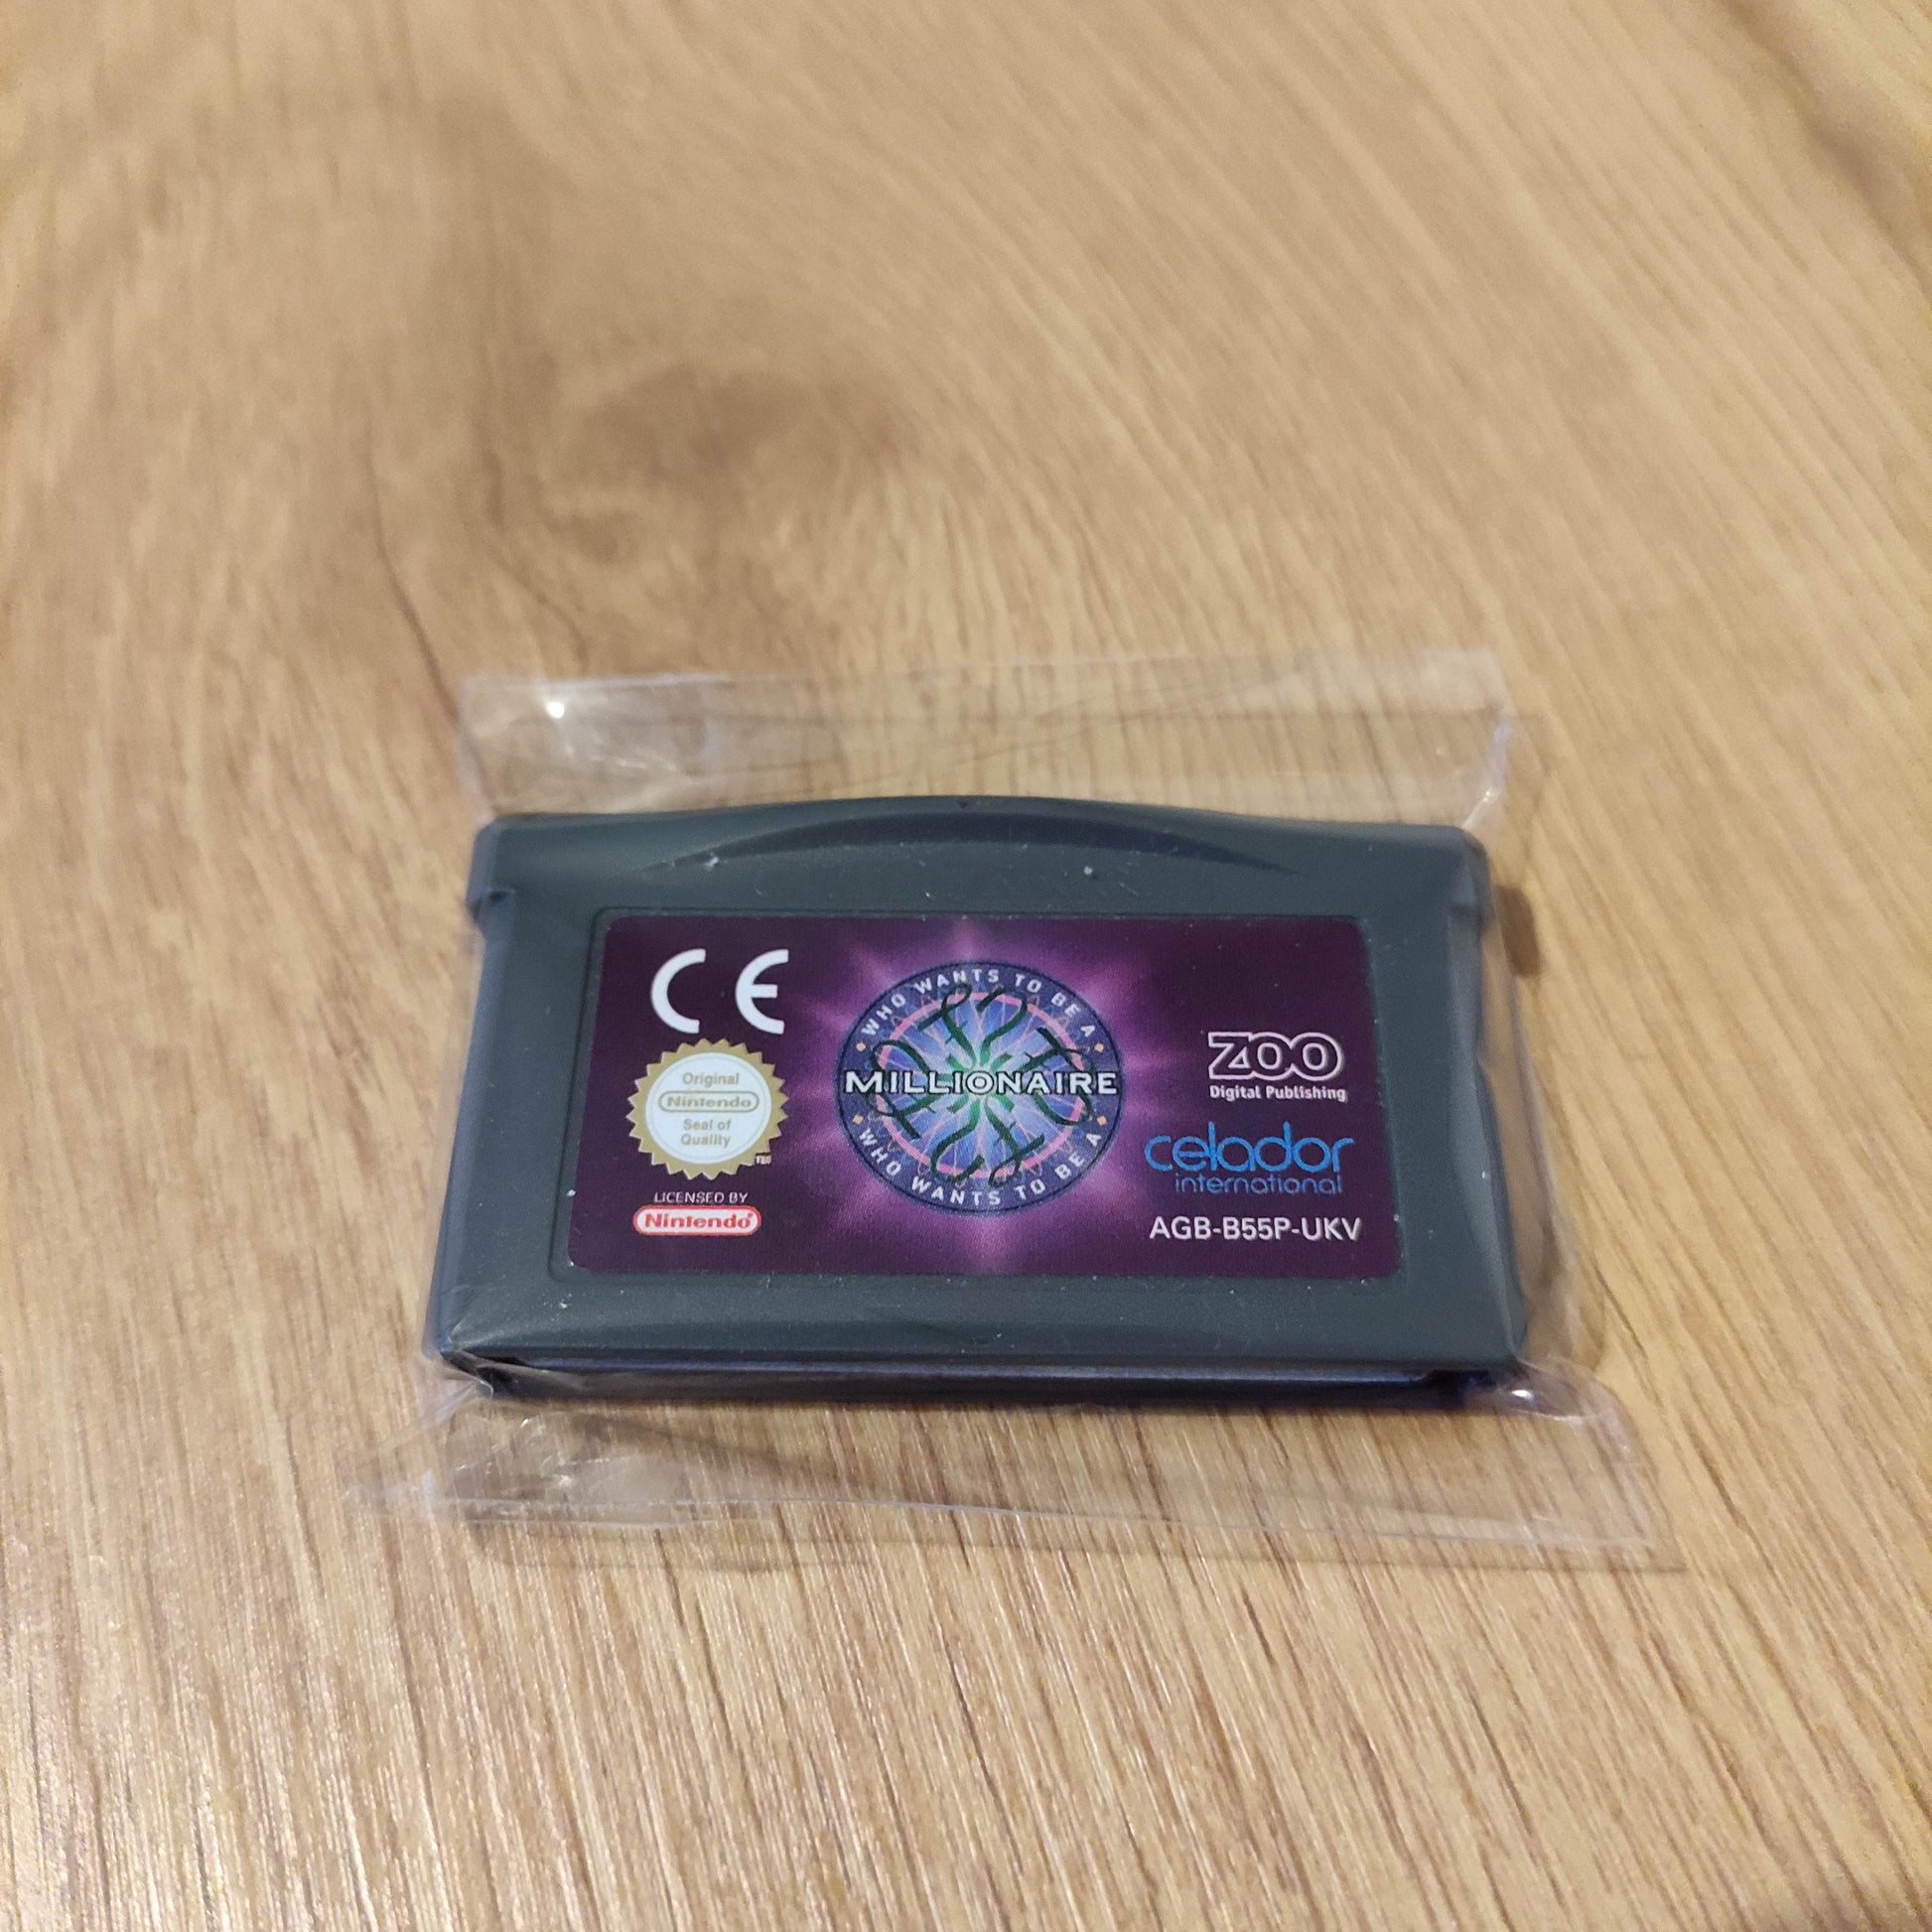 CE
Original
Nintendo
Seal of
Quality
TM
LICENSED BY
Nintendo®
WHO WANTS TO BE A
MILLIONAIRE
WHO WANTS TO BE A
ZOO
Digital Publishing
celador
international
AGB-B55P-UKV